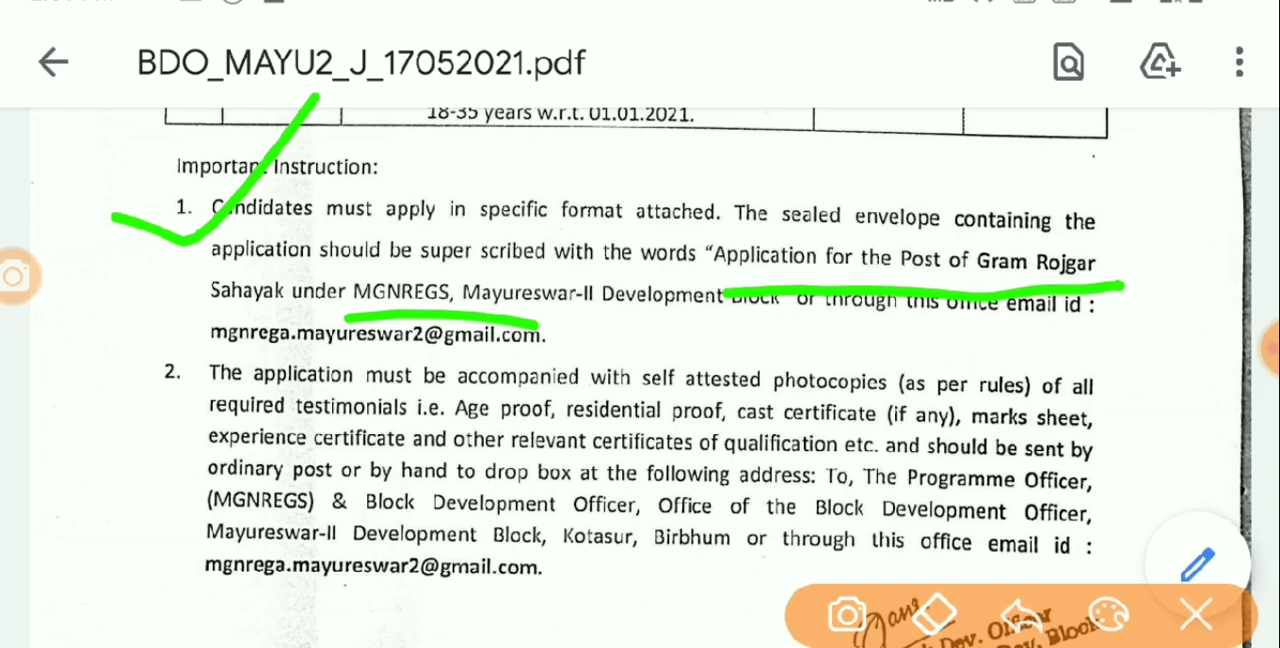 BDO_MAYU2_J_17052021.pdf
18-35 years w.r.t. 01.01.2021.
Important Instruction:
1. Candidates must apply in specific format attached. The sealed envelope containing the
application should be super scribed with the words “Application for the Post of Gram Rojgar
Sahayak under MGNREGS, Mayureswar-II Development Block or through this office email id :
mgnrega.mayureswar2@gmail.com.
2. The application must be accompanied with self attested photocopies (as per rules) of all
required testimonials i.e. Age proof, residential proof, cast certificate (if any), marks sheet,
experience certificate and other relevant certificates of qualification etc. and should be sent by
ordinary post or by hand to drop box at the following address: To, The Programme Officer,
(MGNREGS) & Block Development Officer, Office of the Block Development Officer,
Mayureswar-II Development Block, Kotasur, Birbhum or through this office email id :
mgnrega.mayureswar2@gmail.com.
Dev. Officer
Dev. Block